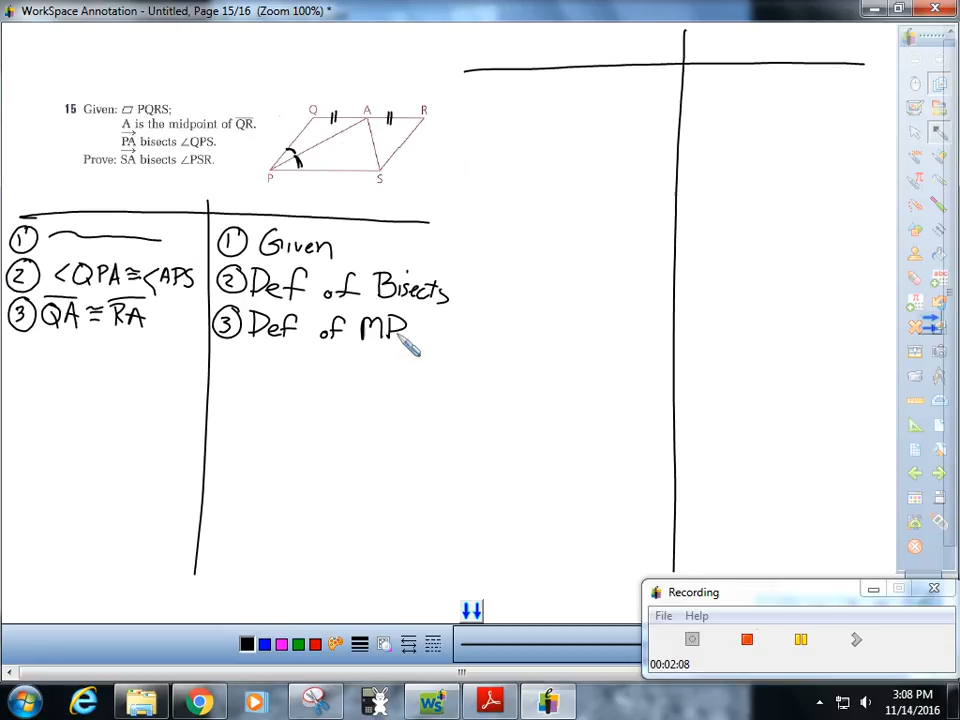 WorkSpace Annotation - Untitled, Page 15/16 (Zoom 100%) *
15 Given: ▱ PQRS;
A is the midpoint of QR.
PA bisects ∠QPS.
Prove: SA bisects ∠PSR.
Q A R
P S
① ① Given
② <QPA ≅ <APS ② Def of Bisects
③ QA ≅ RA ③ Def of MP
Recording
File Help
00:02:08
3:08 PM
11/14/2016